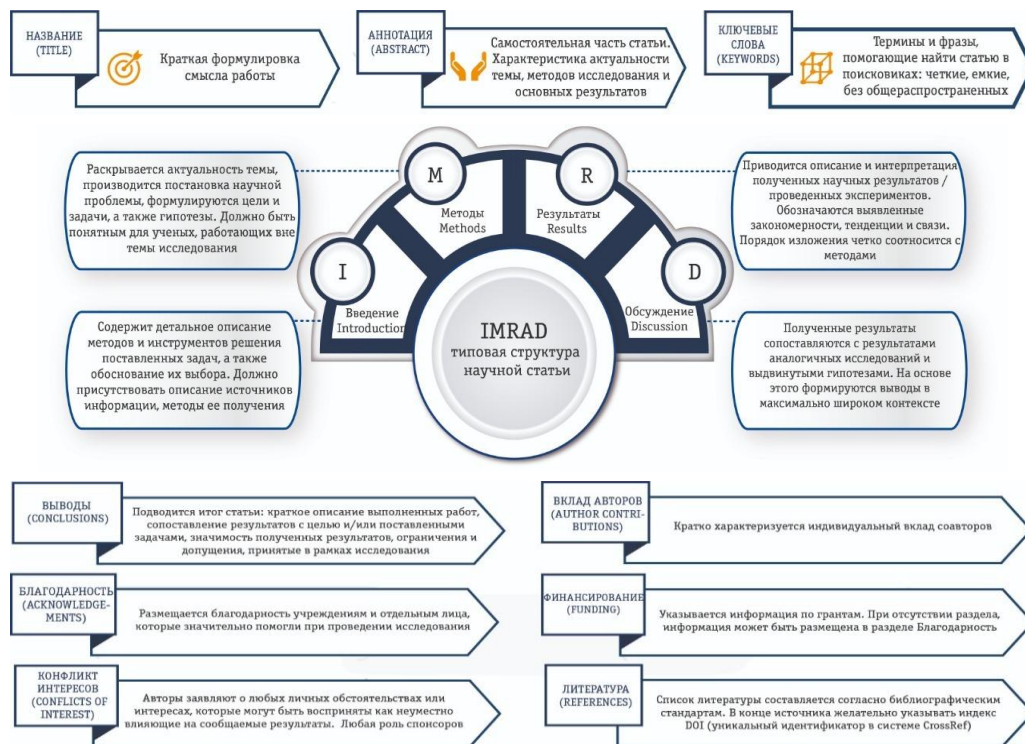 НАЗВАНИЕ
(TITLE)
Краткая формулировка
смысла работы
АННОТАЦИЯ
(ABSTRACT)
Самостоятельная часть статьи.
Характеристика актуальности
темы, методов исследования и
основных результатов
КЛЮЧЕВЫЕ
СЛОВА
(KEYWORDS)
Термины и фразы,
помогающие найти статью в
поисковиках: четкие, емкие,
без общераспространенных
Раскрывается актуальность темы,
производится постановка научной
проблемы, формулируются цели и
задачи, а также гипотезы. Должно быть
понятным для ученых, работающих вне
темы исследования
Содержит детальное описание
методов и инструментов решения
поставленных задач, а также
обоснование их выбора. Должно
присутствовать описание источников
информации, методы ее получения
I
Введение
Introduction
M
Методы
Methods
R
Результаты
Results
D
Обсуждение
Discussion
IMRAD
типовая структура
научной статьи
Приводится описание и интерпретация
полученных научных результатов /
проведенных экспериментов.
Обозначаются выявленные
закономерности, тенденции и связи.
Порядок изложения четко соотносится с
методами
Полученные результаты
сопоставляются с результатами
аналогичных исследований и
выдвинутыми гипотезами. На основе
этого формируются выводы в
максимально широком контексте
ВЫВОДЫ
(CONCLUSIONS)
Подводится итог статьи: краткое описание выполненных работ,
сопоставление результатов с целью и/или поставленными
задачами, значимость полученных результатов, ограничения и
допущения, принятые в рамках исследования
ВКЛАД АВТОРОВ
(AUTHOR CONTRI-
BUTIONS)
Кратко характеризуется индивидуальный вклад соавторов
БЛАГОДАРНОСТЬ
(ACKNOWLEDGE-
MENTS)
Размещается благодарность учреждениям и отдельным лица,
которые значительно помогли при проведении исследования
ФИНАНСИРОВАНИЕ
(FUNDING)
Указывается информация по грантам. При отсутствии раздела,
информация может быть размещена в разделе Благодарность
КОНФЛИКТ
ИНТЕРЕСОВ
(CONFLICTS OF
INTEREST)
Авторы заявляют о любых личных обстоятельствах или
интересах, которые могут быть восприняты как неуместно
влияющие на сообщаемые результаты. Любая роль спонсоров
ЛИТЕРАТУРА
(REFERENCES)
Список литературы составляется согласно библиографическим
стандартам. В конце источника желательно указывать индекс
DOI (уникальный идентификатор в системе CrossRef)